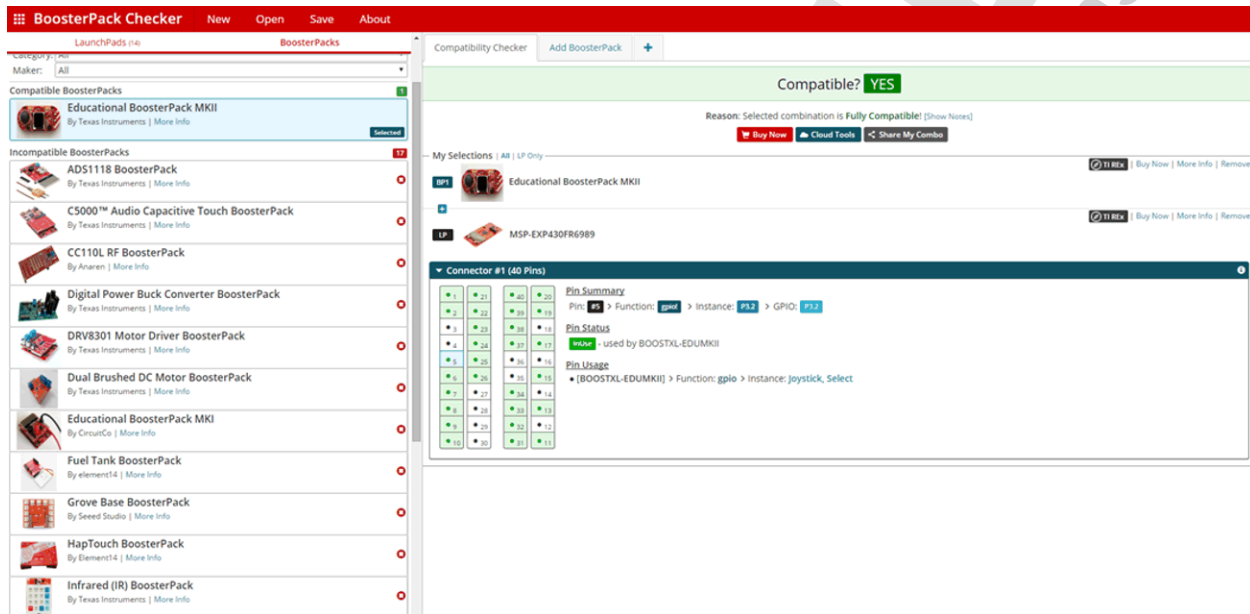 BoosterPack Checker New Open Save About
LaunchPads (14) BoosterPacks
Category: All
Maker: All
Compatible BoosterPacks 1
Educational BoosterPack MKII
By Texas Instruments | More Info
Selected
Incompatible BoosterPacks 17
ADS1118 BoosterPack
By Texas Instruments | More Info
C5000™ Audio Capacitive Touch BoosterPack
By Texas Instruments | More Info
CC110L RF BoosterPack
By Anaren | More Info
Digital Power Buck Converter BoosterPack
By Texas Instruments | More Info
DRV8301 Motor Driver BoosterPack
By Texas Instruments | More Info
Dual Brushed DC Motor BoosterPack
By Texas Instruments | More Info
Educational BoosterPack MKI
By CircuitCo | More Info
Fuel Tank BoosterPack
By element14 | More Info
Grove Base BoosterPack
By Seeed Studio | More Info
HapTouch BoosterPack
By Element14 | More Info
Infrared (IR) BoosterPack
By Texas Instruments | More Info
Compatibility Checker Add BoosterPack +
Compatible? YES
Reason: Selected combination is Fully Compatible! [Show Notes]
Buy Now Cloud Tools Share My Combo
My Selections | All | LP Only
TI REx | Buy Now | More Info | Remove
BP1 Educational BoosterPack MKII
+
TI REx | Buy Now | More Info | Remove
LP MSP-EXP430FR6989
Connector #1 (40 Pins)
1 21 40 20
2 22 39 19
3 23 38 18
4 24 37 17
5 25 36 16
6 26 35 15
7 27 34 14
8 28 33 13
9 29 32 12
10 30 31 11
Pin Summary
Pin: #5 > Function: gpio! > Instance: P3.2 > GPIO: P3.2
Pin Status
InUse - used by BOOSTXL-EDUMKII
Pin Usage
• [BOOSTXL-EDUMKII] > Function: gpio > Instance: Joystick, Select